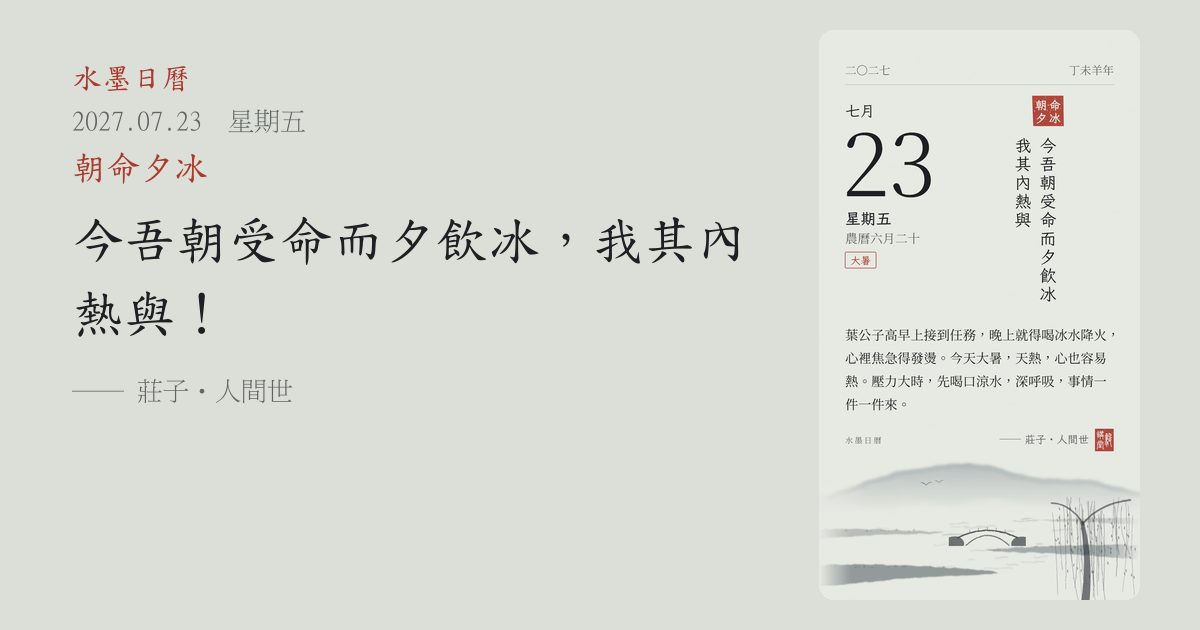 水墨日曆
2027.07.23 星期五
朝命夕冰
今吾朝受命而夕飲冰，我其內
熱與！
—— 莊子・人間世
二〇二七
丁未羊年
七月
23
星期五
農曆六月二十
大暑
命冰
朝夕
今吾朝受命而夕飲冰
我其內熱與
葉公子高早上接到任務，晚上就得喝冰水降火，
心裡焦急得發燙。今天大暑，天熱，心也容易
熱。壓力大時，先喝口涼水，深呼吸，事情一
件一件來。
水墨日曆
—— 莊子・人間世